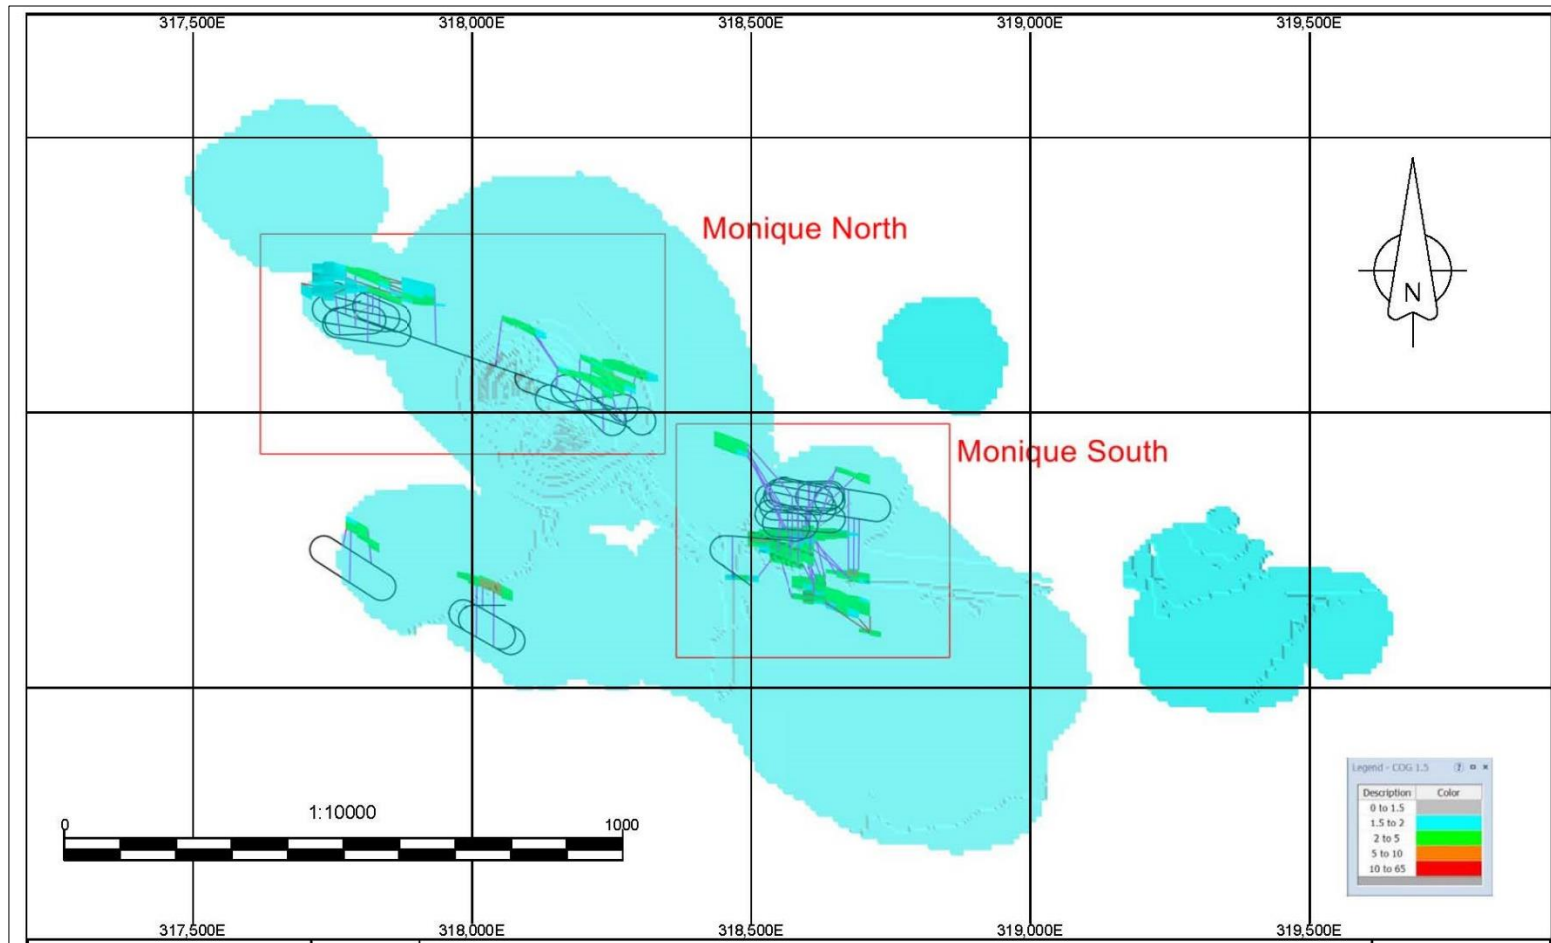 317,500E 318,000E 318,500E 319,000E 319,500E
Monique North
N
Monique South
Legend - COG 1.5
Description Color
0 to 1.5
1.5 to 2
2 to 5
5 to 10
10 to 65
1:10000
0 1000
317,500E 318,000E 318,500E 319,000E 319,500E